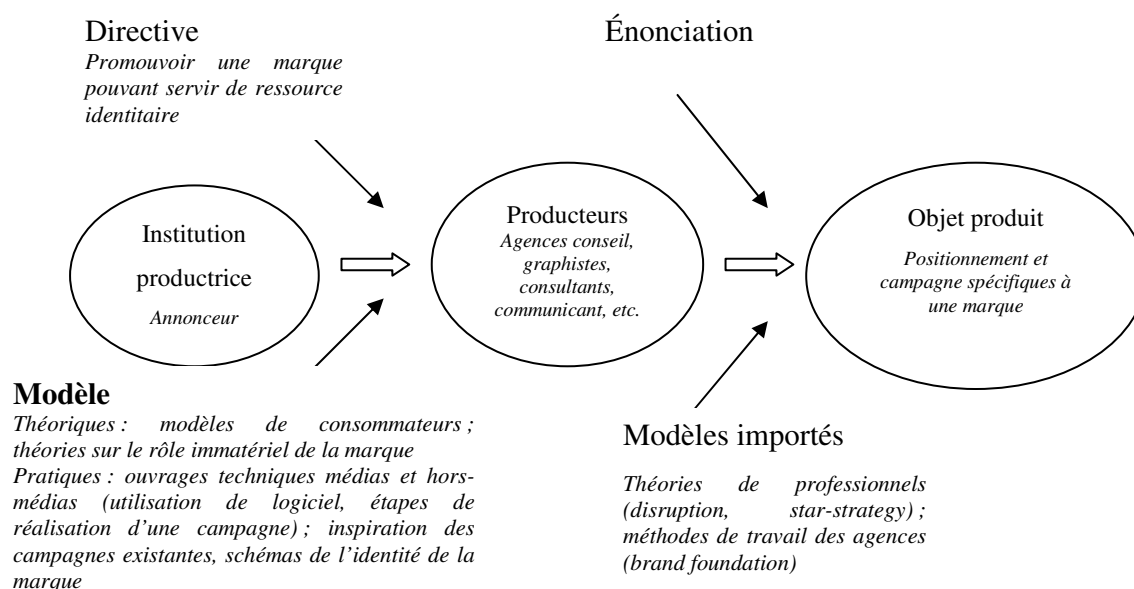 Directive
Promouvoir une marque
pouvant servir de ressource
identitaire
Énonciation
Institution
productrice
Annonceur
Producteurs
Agences conseil,
graphistes,
consultants,
communicant, etc.
Objet produit
Positionnement et
campagne spécifiques à
une marque
Modèle
Théoriques : modèles de consommateurs ;
théories sur le rôle immatériel de la marque
Pratiques : ouvrages techniques médias et hors-
médias (utilisation de logiciel, étapes de
réalisation d’une campagne) ; inspiration des
campagnes existantes, schémas de l’identité de la
marque
Modèles importés
Théories de professionnels
(disruption, star-strategy) ;
méthodes de travail des agences
(brand foundation)